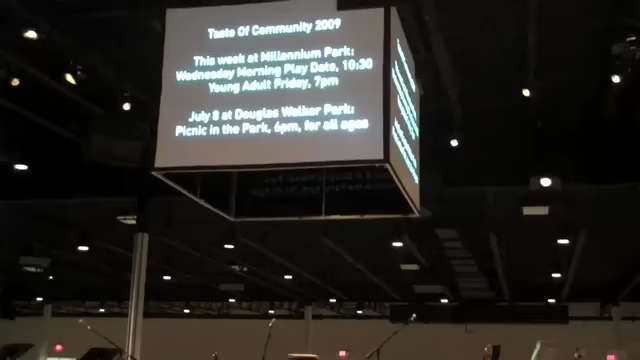 Taste Of Community 2009
This week at Millennium Park:
Wednesday Morning Play Date, 10:30
Young Adult Friday, 7pm
July 8 at Douglas Walker Park:
Picnic in the Park, 6pm, for all ages